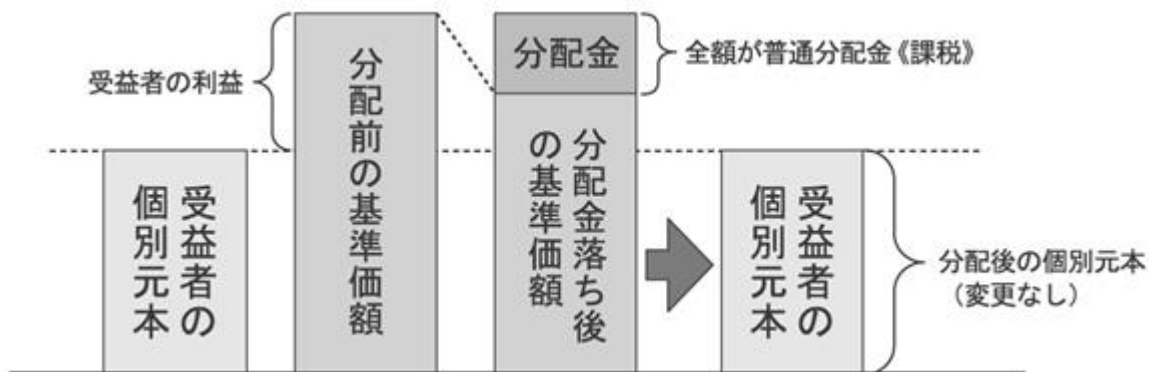 受益者の利益
受益者の
個別元本
分配前の基準価額
分配金
全額が普通分配金《課税》
分配金落ち後
の基準価額
受益者の
個別元本
分配後の個別元本
（変更なし）